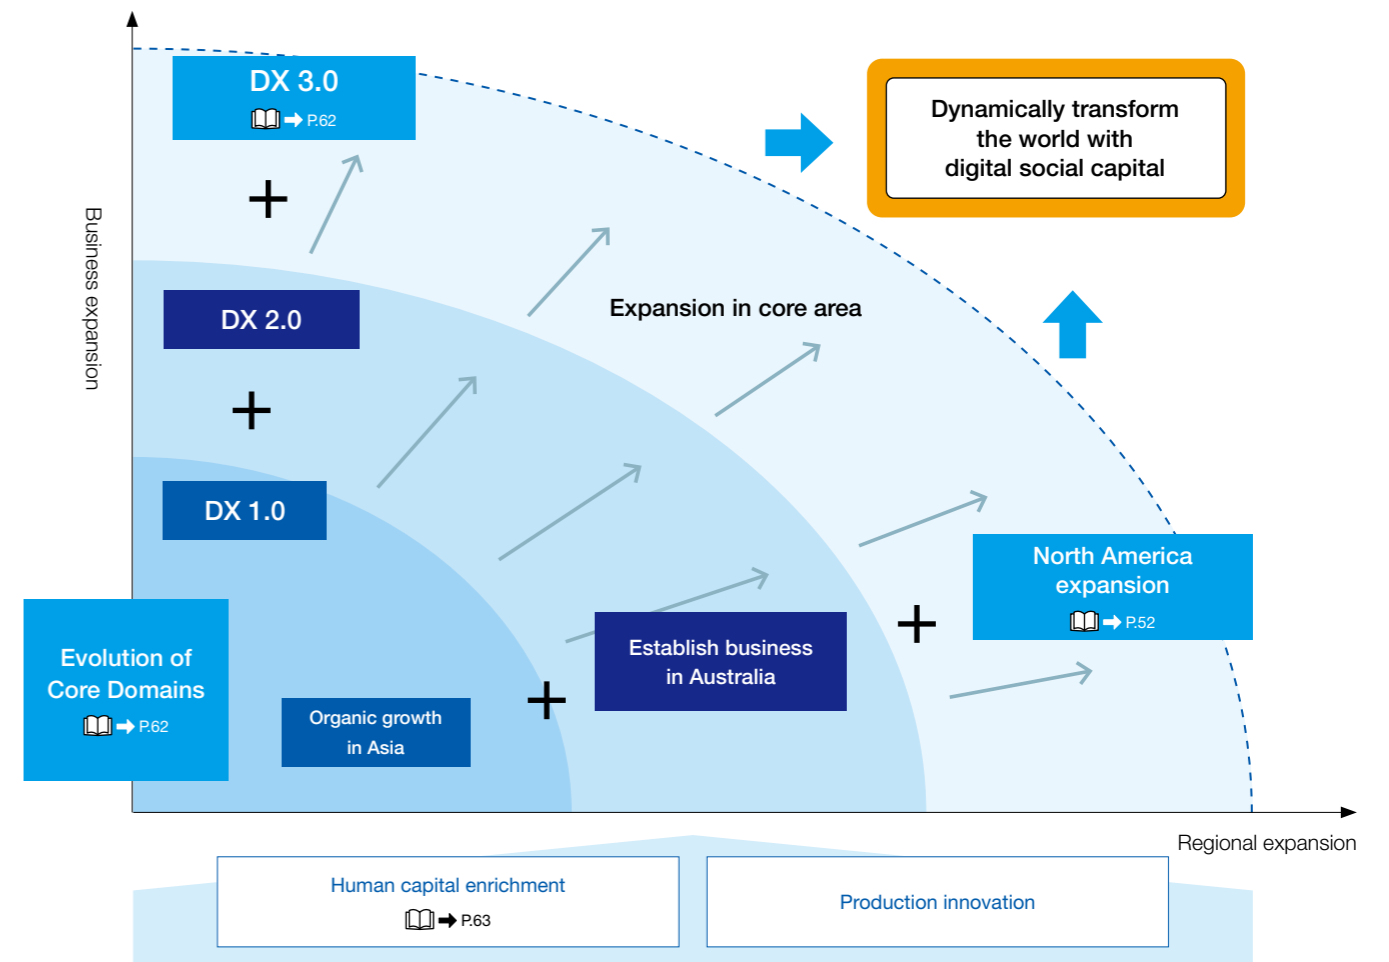 DX 3.0
P.62
Dynamically transform
the world with
digital social capital
Business expansion
DX 2.0
Expansion in core area
DX 1.0
North America
expansion
P.52
Evolution of
Core Domains
P.62
Establish business
in Australia
Organic growth
in Asia
Regional expansion
Human capital enrichment
P.63
Production innovation